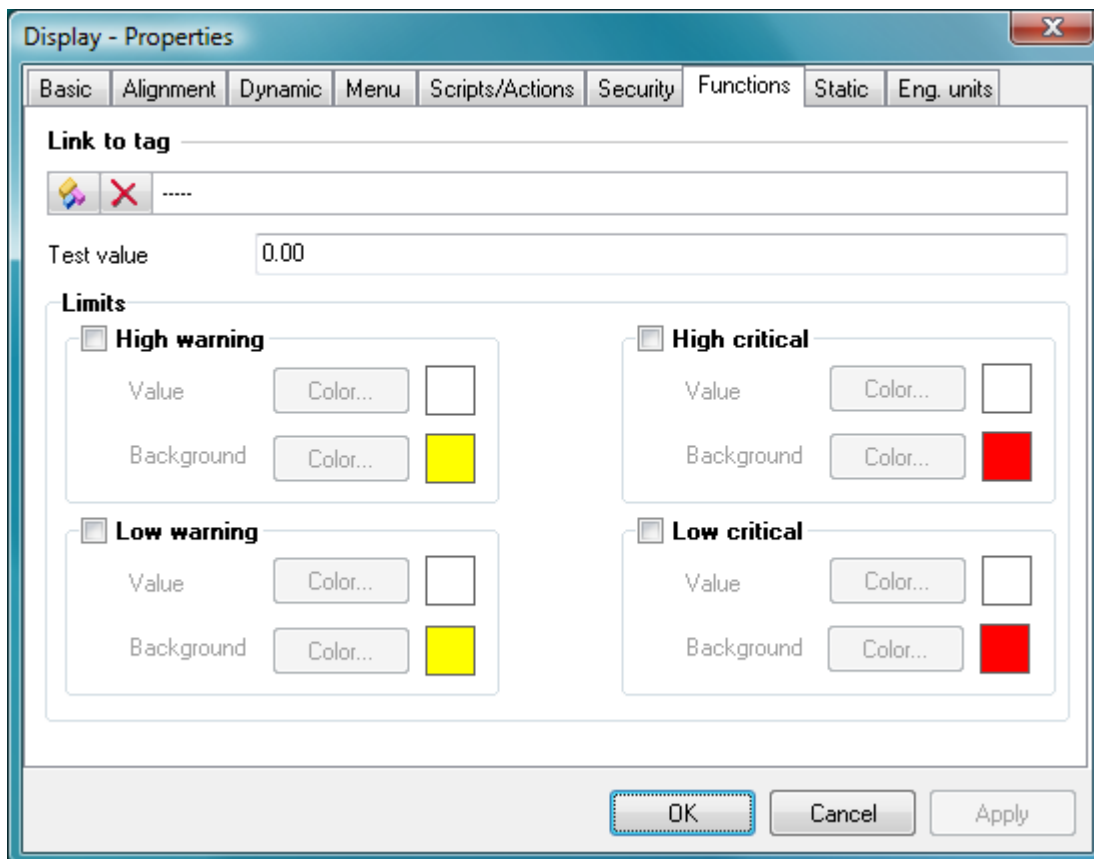 Display - Properties
Basic Alignment Dynamic Menu Scripts/Actions Security Functions Static Eng. units
Link to tag
-----
Test value 0.00
Limits
High warning High critical
Value Color... Value Color...
Background Color... Background Color...
Low warning Low critical
Value Color... Value Color...
Background Color... Background Color...
OK Cancel Apply